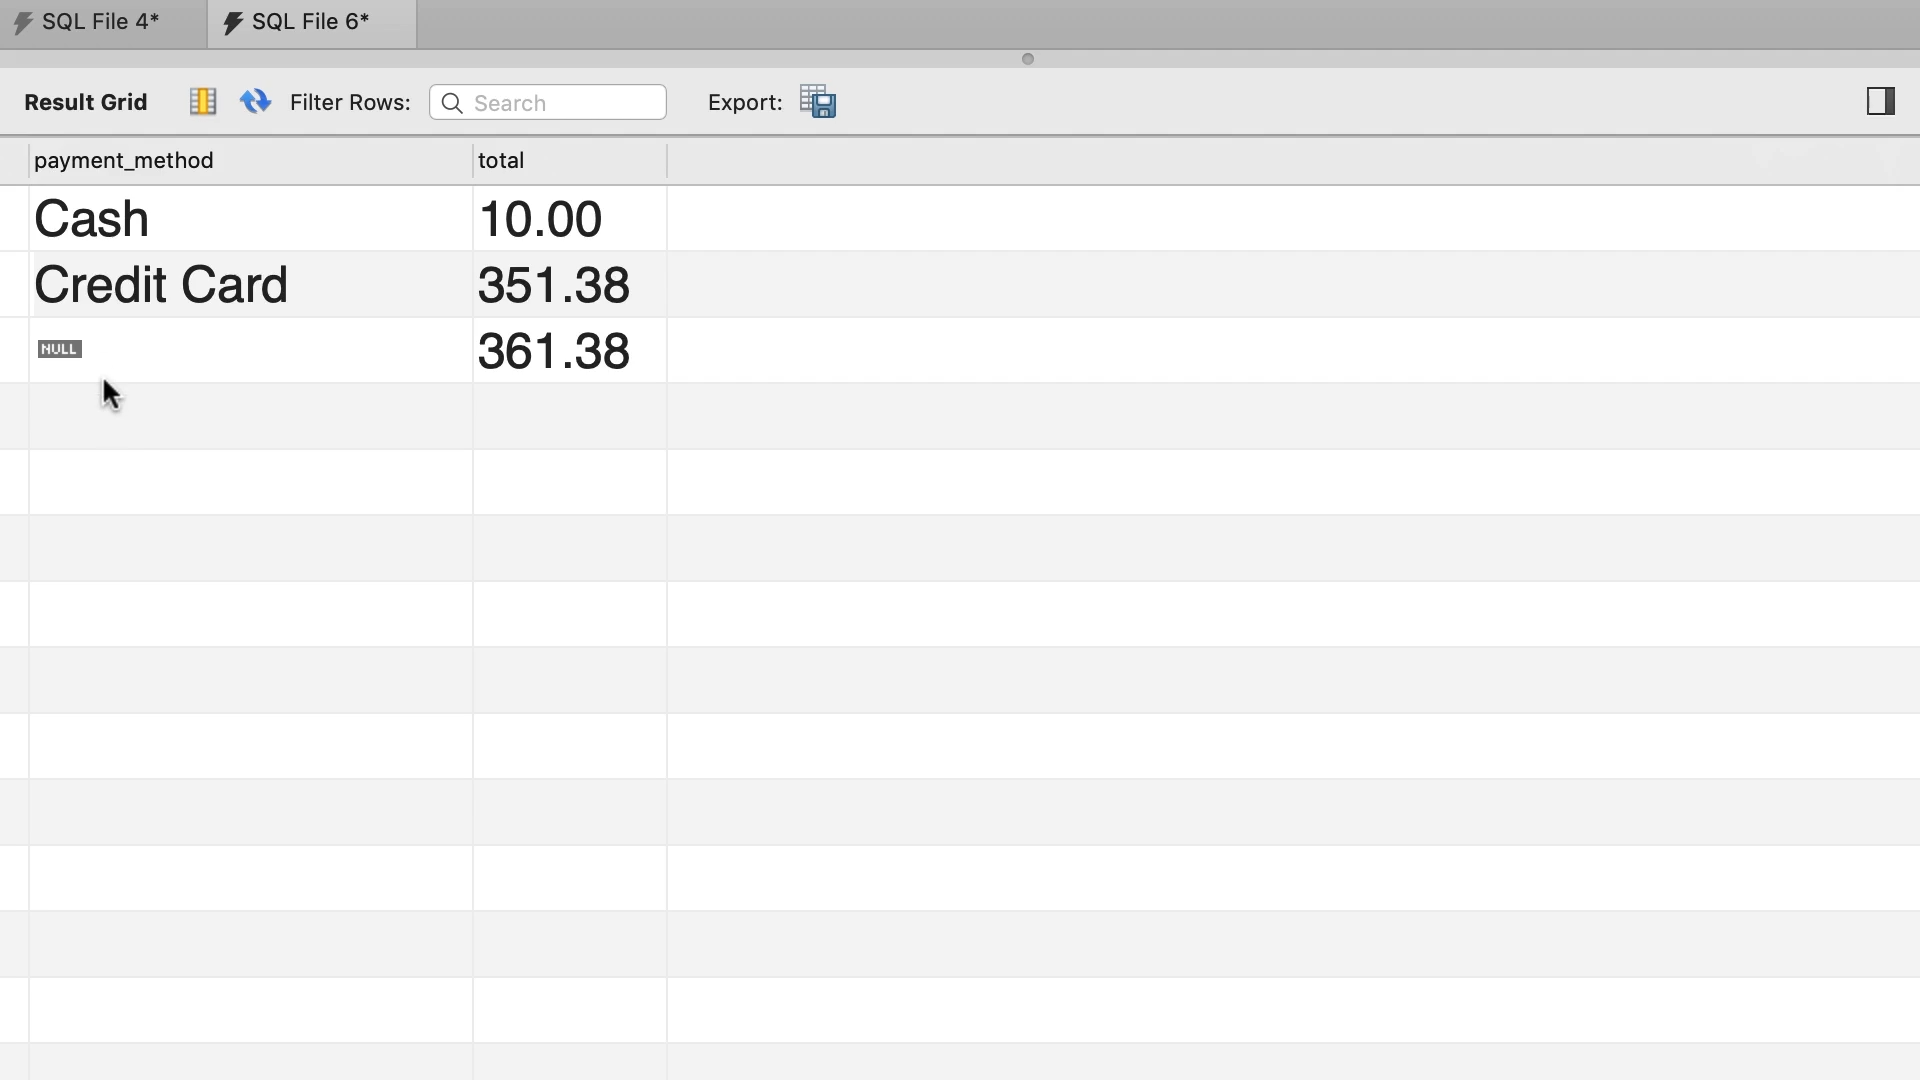 SQL File 4* SQL File 6*
Result Grid Filter Rows: Search Export:
payment_method total
Cash 10.00
Credit Card 351.38
NULL 361.38